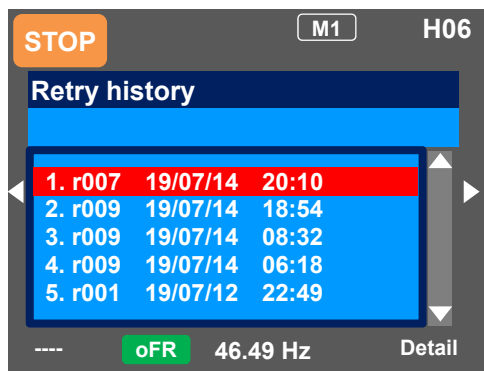 STOP M1 H06
Retry history
1. r007 19/07/14 20:10
2. r009 19/07/14 18:54
3. r009 19/07/14 08:32
4. r009 19/07/14 06:18
5. r001 19/07/12 22:49
---- oFR 46.49 Hz Detail